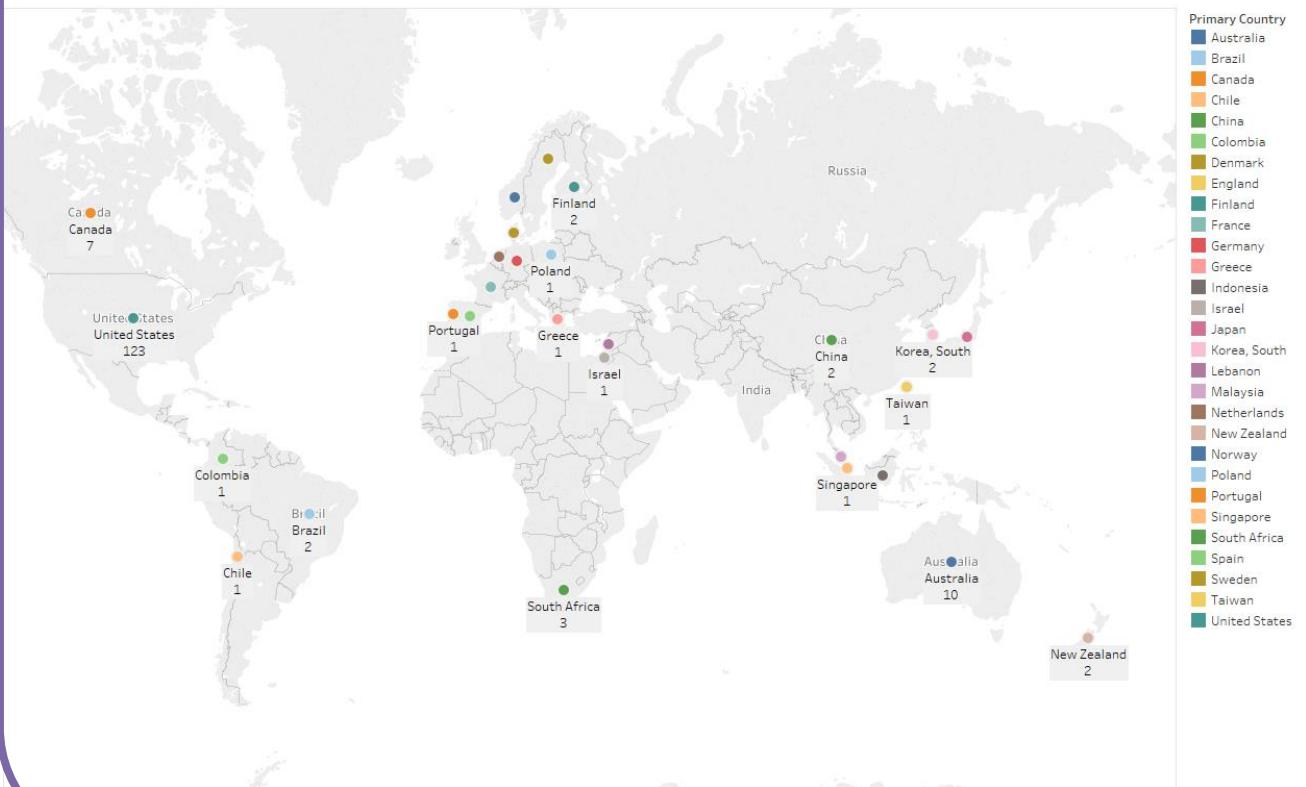 Primary Country
Australia
Brazil
Canada
Chile
China
Colombia
Denmark
England
Finland
France
Germany
Greece
Indonesia
Israel
Japan
Korea, South
Lebanon
Malaysia
Netherlands
New Zealand
Norway
Poland
Portugal
Singapore
South Africa
Spain
Sweden
Taiwan
United States
Russia
Finland
2
Canada
7
Poland
1
United States
123
Portugal
1
Greece
1
Israel
1
China
2
Korea, South
2
India
Taiwan
1
Colombia
1
Singapore
1
Brazil
2
Chile
1
Australia
10
South Africa
3
New Zealand
2